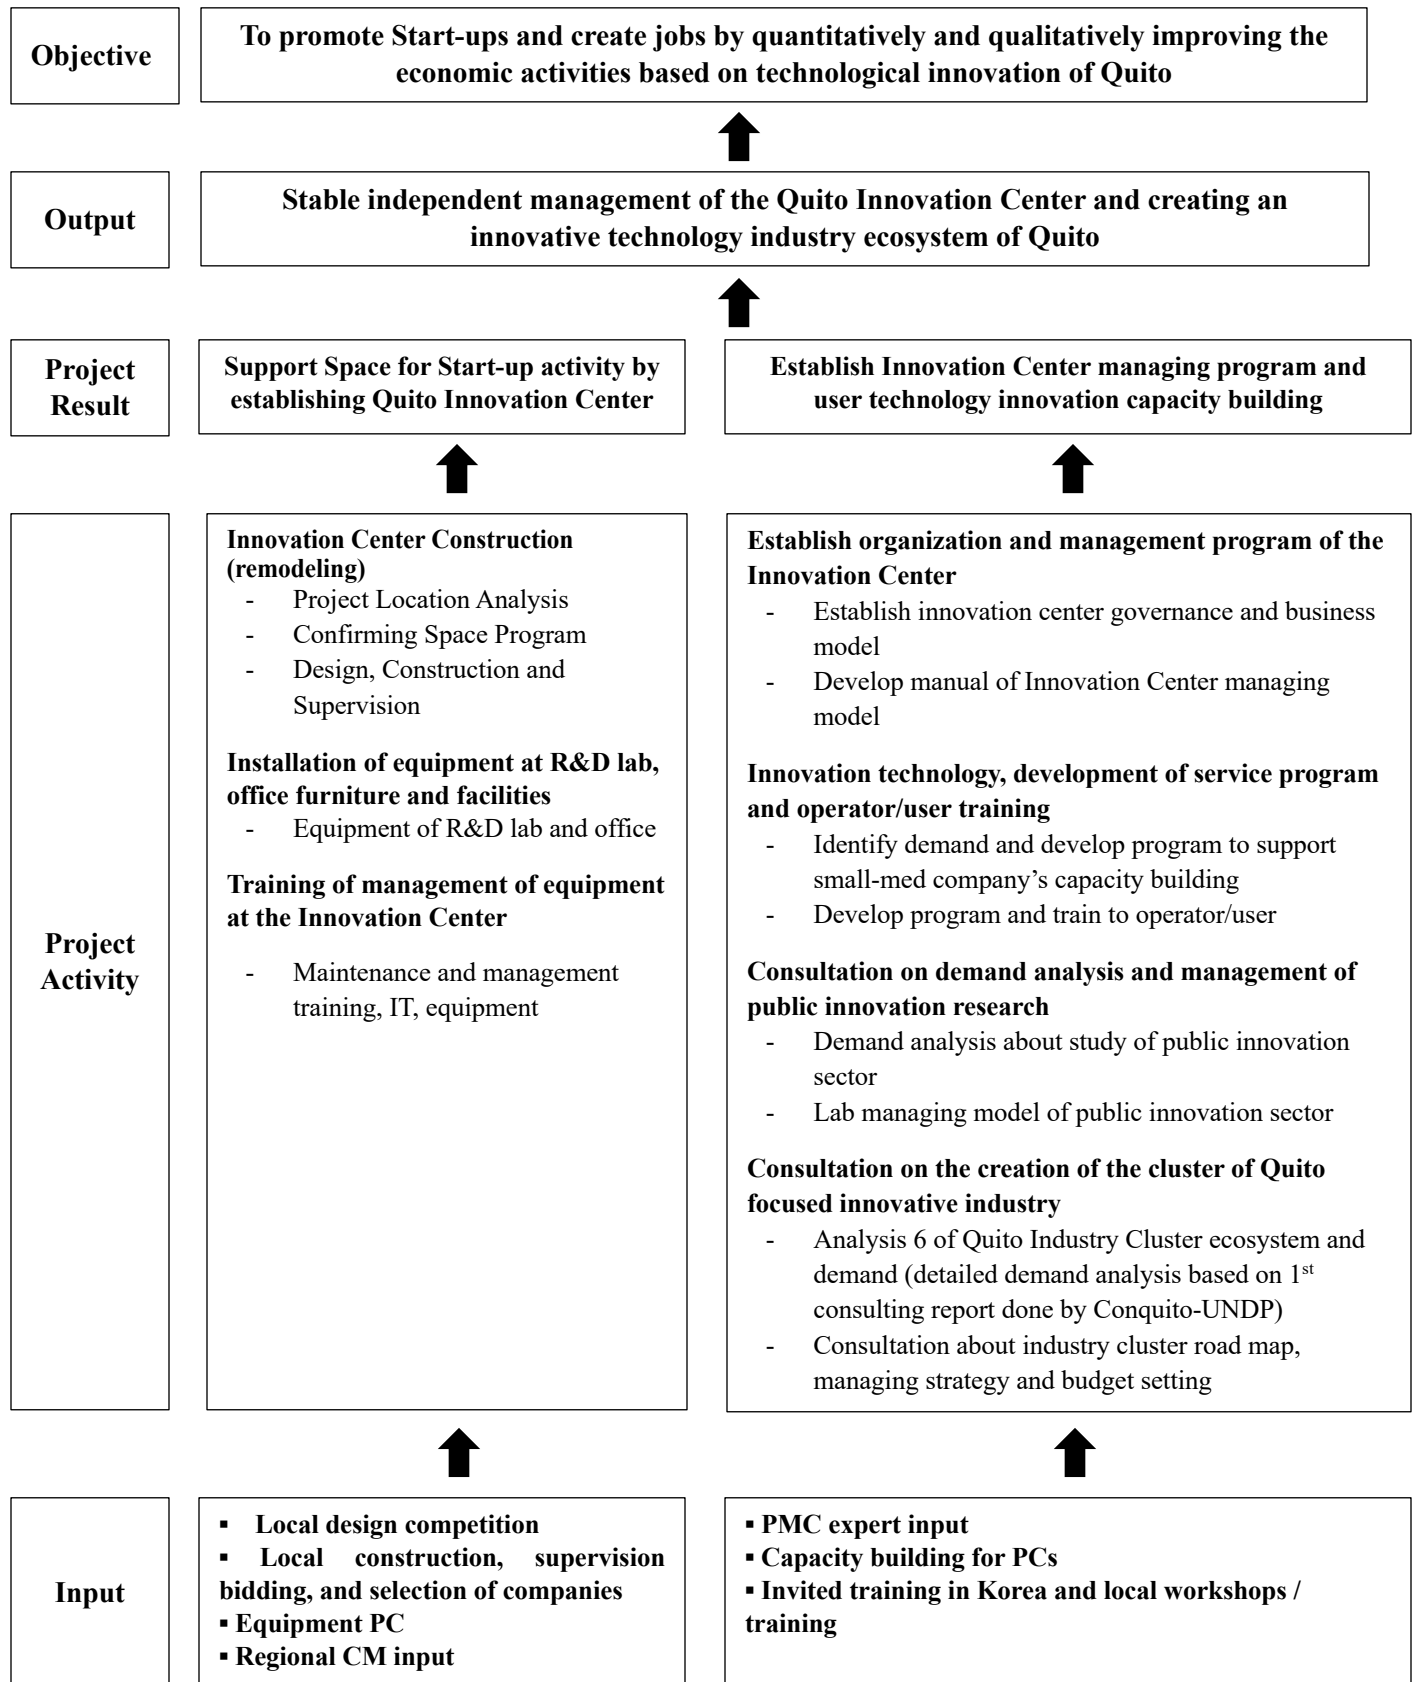 Objective
To promote Start-ups and create jobs by quantitatively and qualitatively improving the
economic activities based on technological innovation of Quito
Output
Stable independent management of the Quito Innovation Center and creating an
innovative technology industry ecosystem of Quito
Project
Result
Support Space for Start-up activity by
establishing Quito Innovation Center
Establish Innovation Center managing program and
user technology innovation capacity building
Project
Activity
Innovation Center Construction
(remodeling)
- Project Location Analysis
- Confirming Space Program
- Design, Construction and
Supervision
Installation of equipment at R&D lab,
office furniture and facilities
- Equipment of R&D lab and office
Training of management of equipment
at the Innovation Center
- Maintenance and management
training, IT, equipment
Establish organization and management program of the
Innovation Center
- Establish innovation center governance and business
model
- Develop manual of Innovation Center managing
model
Innovation technology, development of service program
and operator/user training
- Identify demand and develop program to support
small-med company’s capacity building
- Develop program and train to operator/user
Consultation on demand analysis and management of
public innovation research
- Demand analysis about study of public innovation
sector
- Lab managing model of public innovation sector
Consultation on the creation of the cluster of Quito
focused innovative industry
- Analysis 6 of Quito Industry Cluster ecosystem and
demand (detailed demand analysis based on 1st
consulting report done by Conquito-UNDP)
- Consultation about industry cluster road map,
managing strategy and budget setting
Input
▪ Local design competition
▪ Local construction, supervision
bidding, and selection of companies
▪ Equipment PC
▪ Regional CM input
▪ PMC expert input
▪ Capacity building for PCs
▪ Invited training in Korea and local workshops /
training